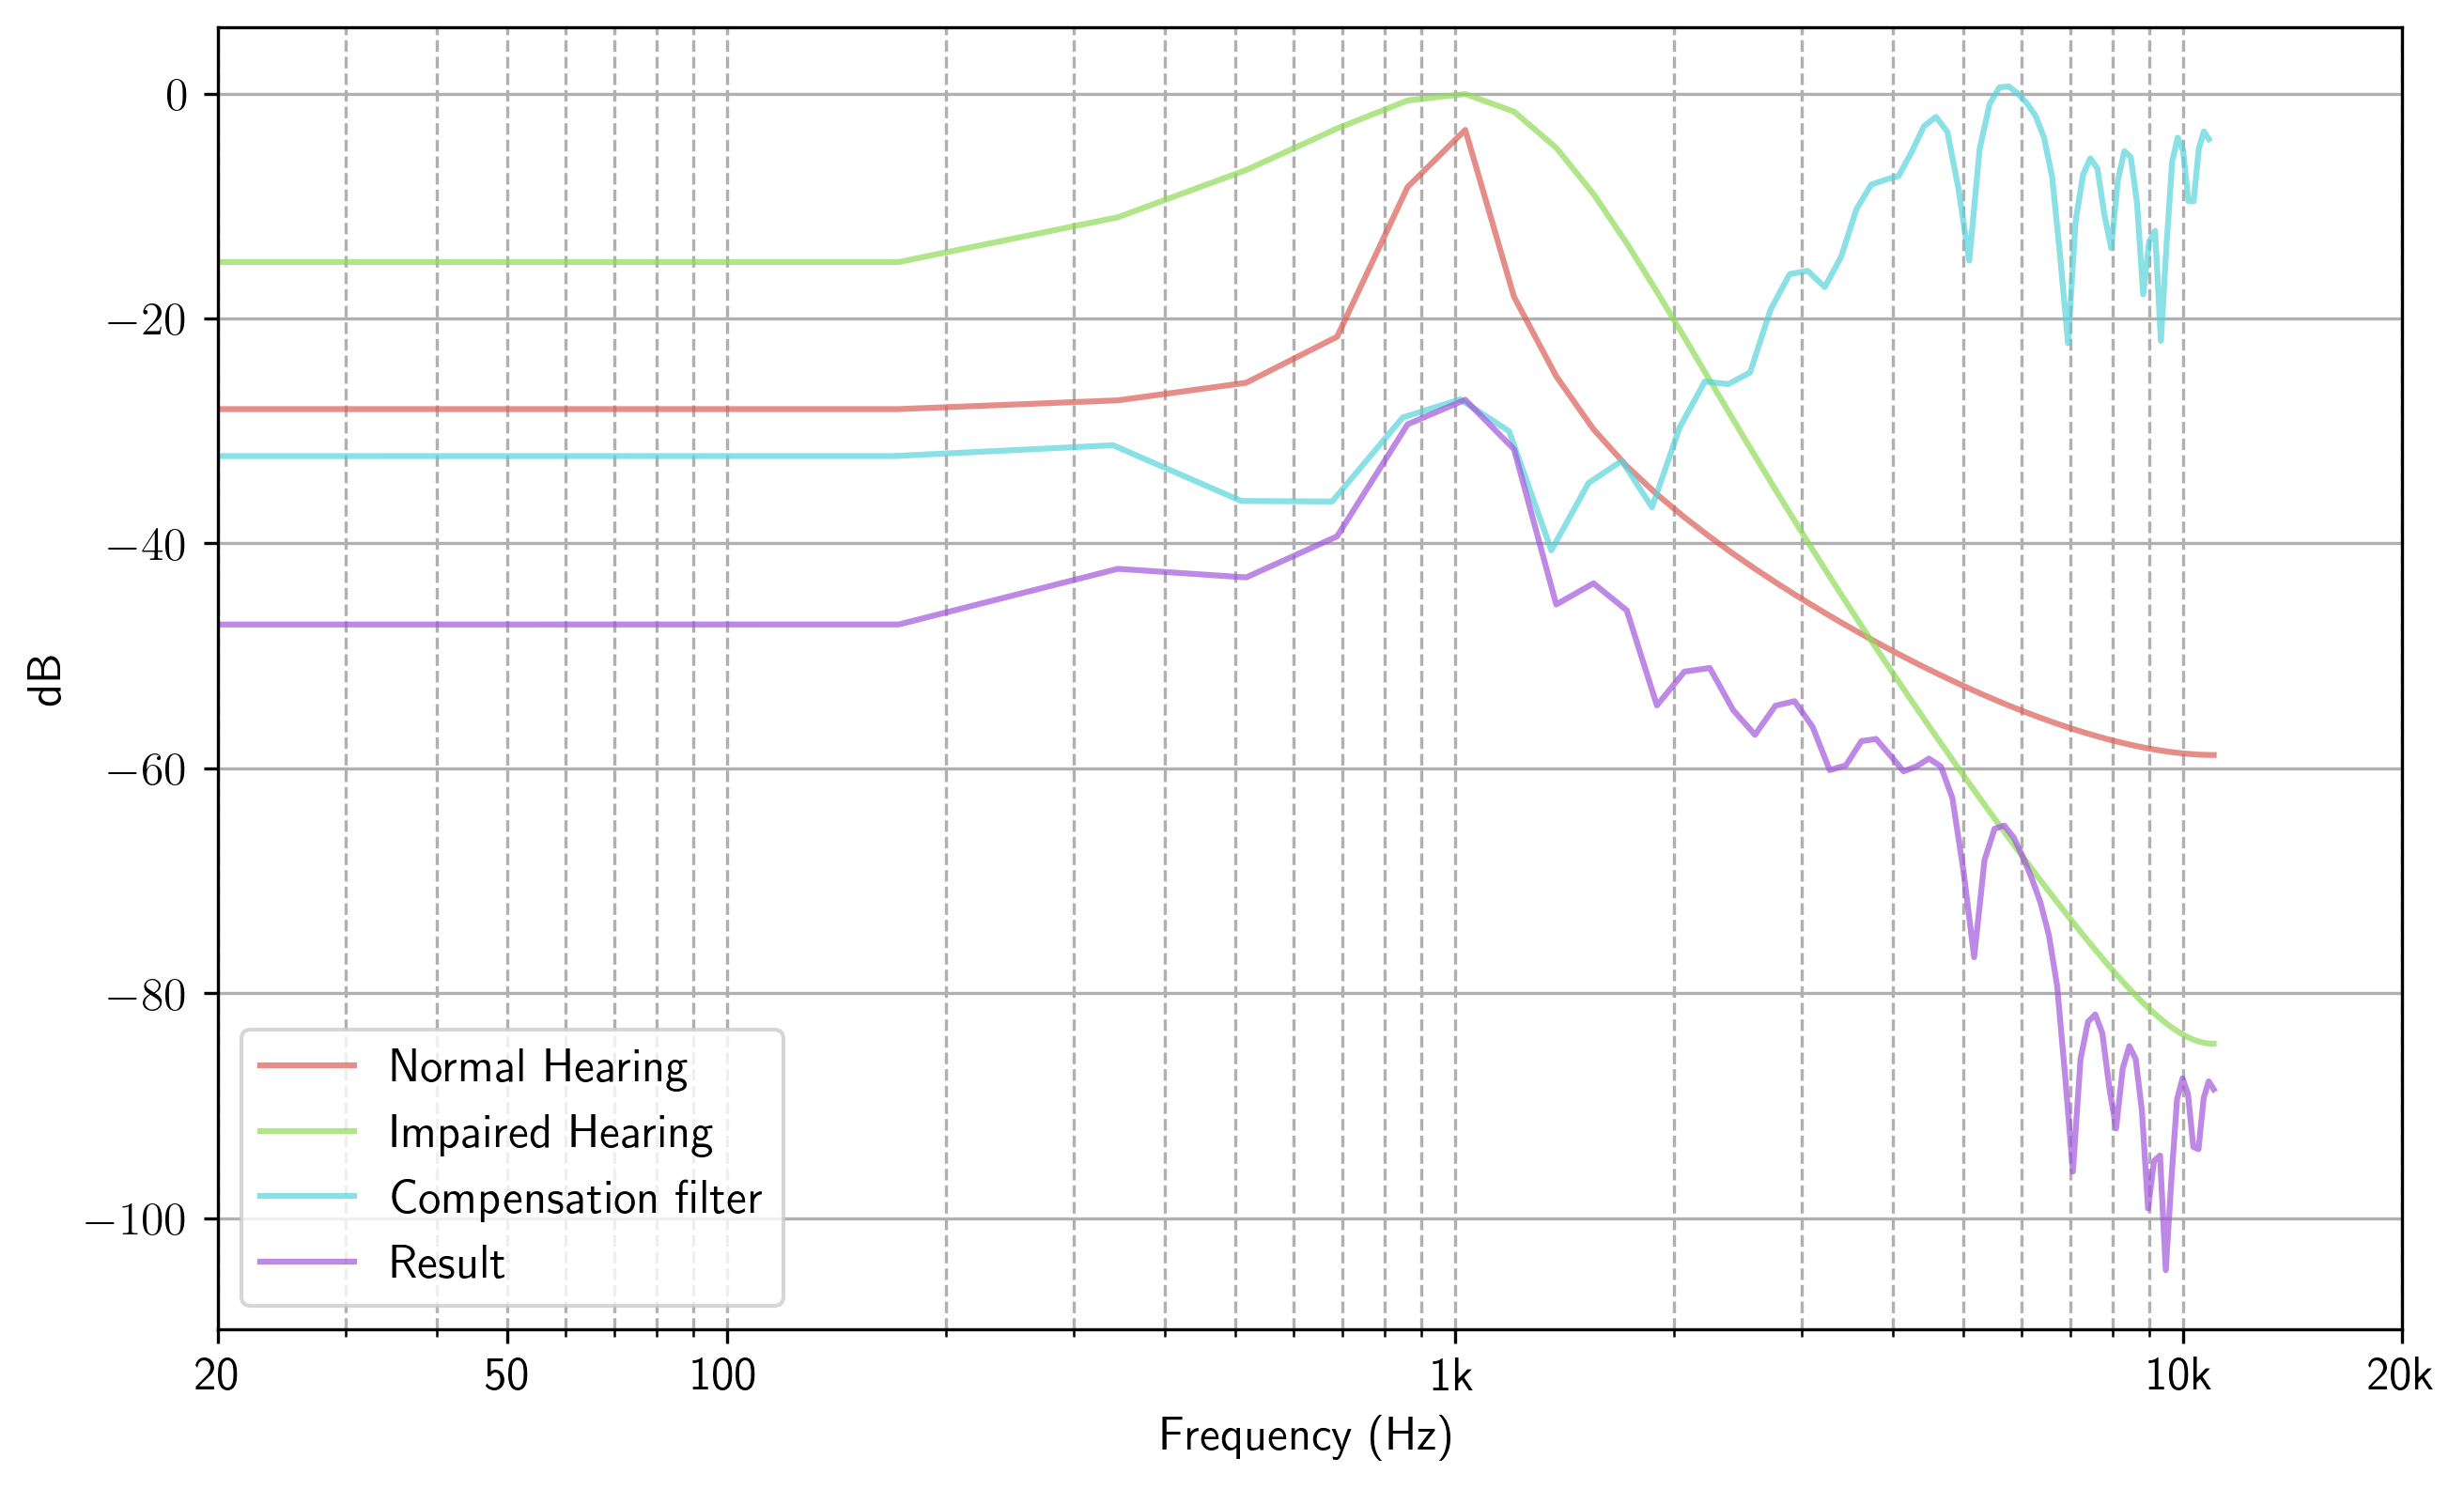 0
−20
−40
−60
−80
−100
dB
Normal Hearing
Impaired Hearing
Compensation filter
Result
20 50 100 1k 10k 20k
Frequency (Hz)